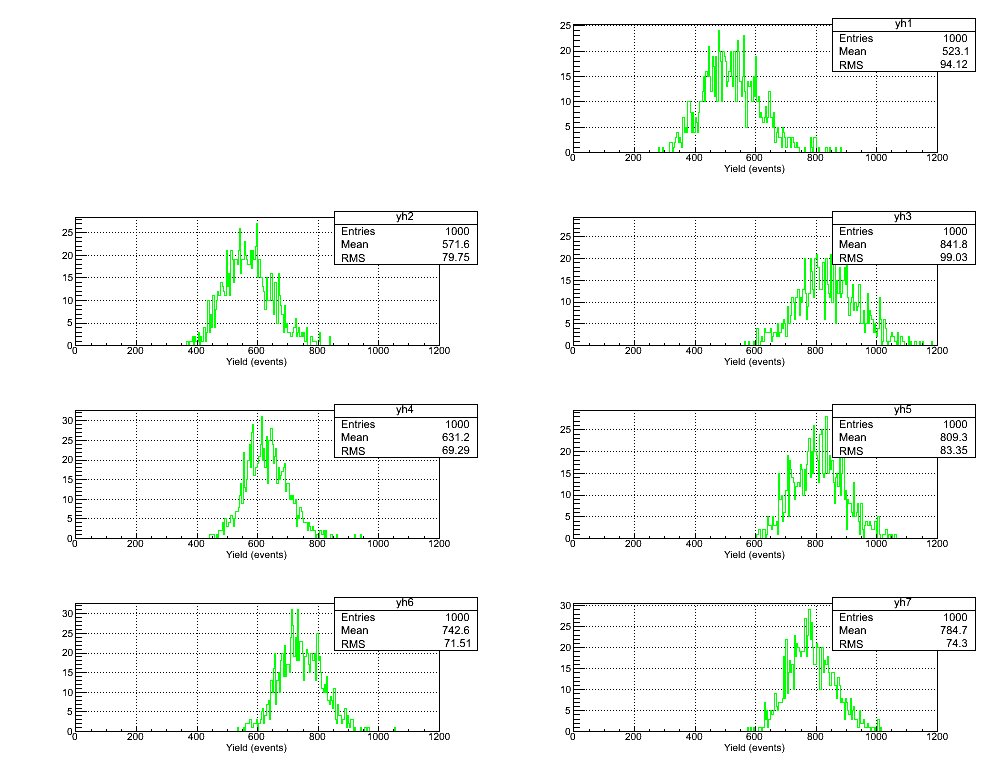 yh1
Entries 1000
Mean 523.1
RMS 94.12
25
20
15
10
5
0
0 200 400 600 800 1000 1200
Yield (events)
yh2
Entries 1000
Mean 571.6
RMS 79.75
25
20
15
10
5
0
0 200 400 600 800 1000 1200
Yield (events)
yh3
Entries 1000
Mean 841.8
RMS 99.03
25
20
15
10
5
0
0 200 400 600 800 1000 1200
Yield (events)
yh4
Entries 1000
Mean 631.2
RMS 69.29
30
25
20
15
10
5
0
0 200 400 600 800 1000 1200
Yield (events)
yh5
Entries 1000
Mean 809.3
RMS 83.35
25
20
15
10
5
0
0 200 400 600 800 1000 1200
Yield (events)
yh6
Entries 1000
Mean 742.6
RMS 71.51
30
25
20
15
10
5
0
0 200 400 600 800 1000 1200
Yield (events)
yh7
Entries 1000
Mean 784.7
RMS 74.3
30
25
20
15
10
5
0
0 200 400 600 800 1000 1200
Yield (events)